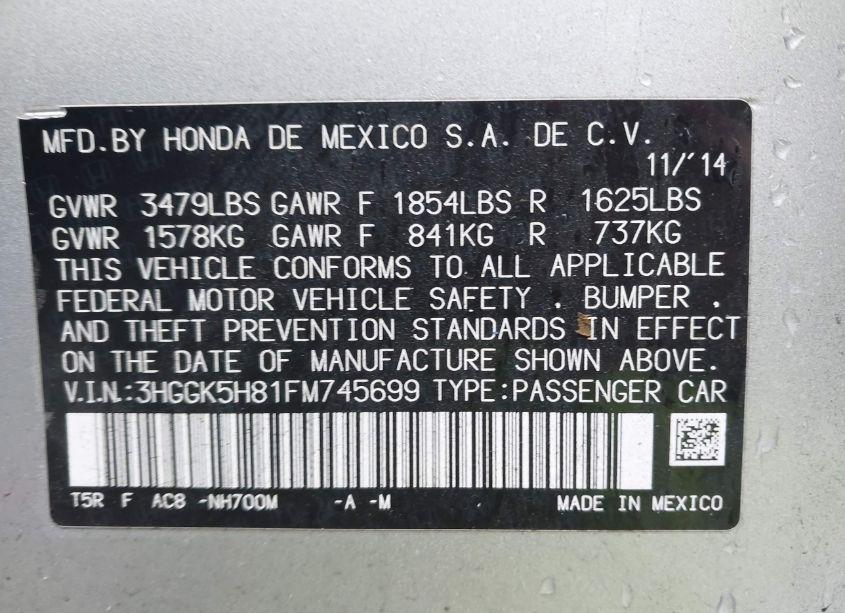 MFD.BY HONDA DE MEXICO S.A. DE C.V.
11/'14
GVWR 3479LBS GAWR F 1854LBS R 1625LBS
GVWR 1578KG GAWR F 841KG R 737KG
THIS VEHICLE CONFORMS TO ALL APPLICABLE
FEDERAL MOTOR VEHICLE SAFETY . BUMPER .
AND THEFT PREVENTION STANDARDS IN EFFECT
ON THE DATE OF MANUFACTURE SHOWN ABOVE.
V.I.N.:3HGGK5H81FM745699 TYPE:PASSENGER CAR
T5R F AC8 -NH700M -A -M MADE IN MEXICO